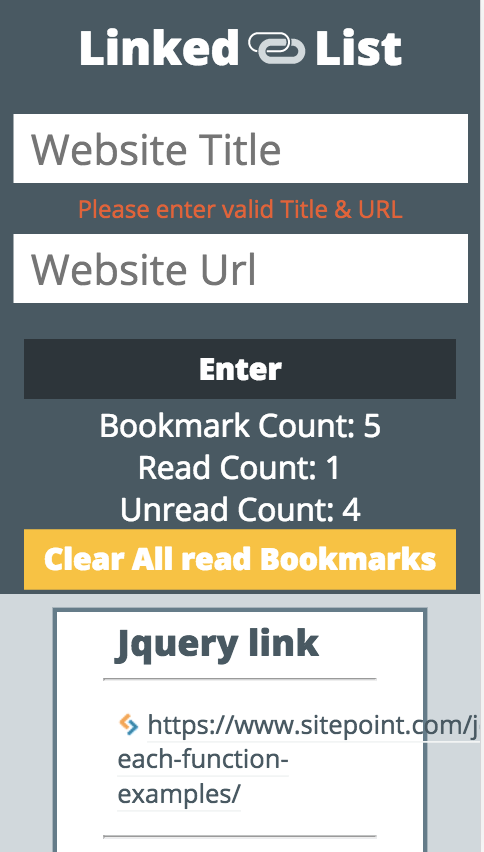 Linked List
Website Title
Please enter valid Title & URL
Website Url
Enter
Bookmark Count: 5
Read Count: 1
Unread Count: 4
Clear All read Bookmarks
Jquery link
https://www.sitepoint.com/j
each-function-
examples/